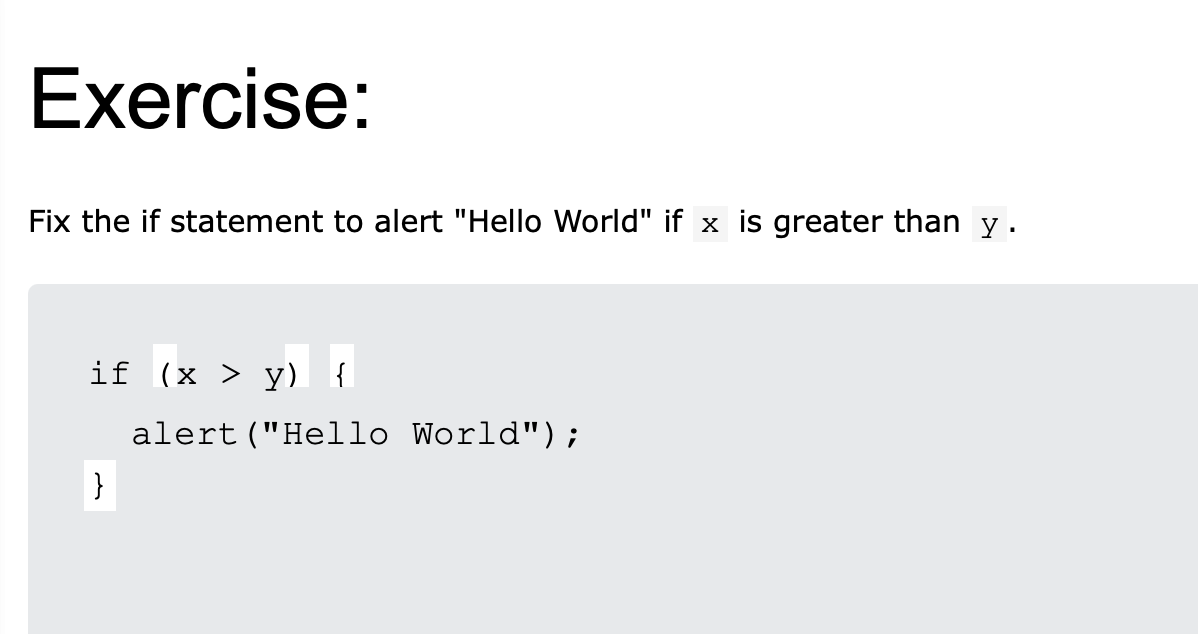 Exercise:
Fix the if statement to alert "Hello World" if x is greater than y.
if (x > y) {
  alert("Hello World");
}